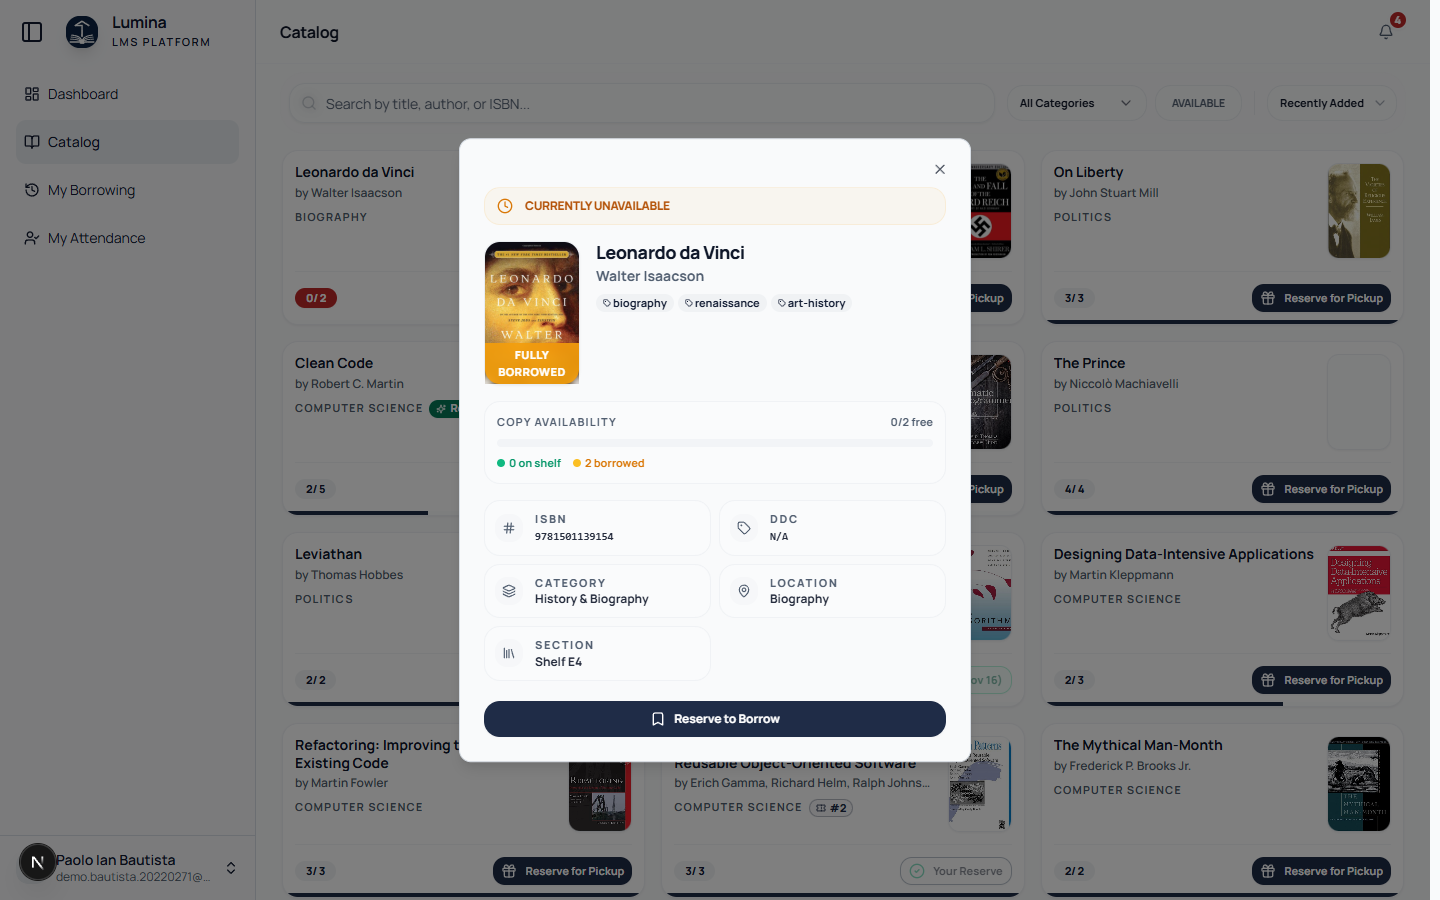 Lumina
LMS PLATFORM
Dashboard
Catalog
My Borrowing
My Attendance
Paolo Ian Bautista
demo.bautista.20220271@...
N
Catalog
4
Search by title, author, or ISBN...
All Categories
AVAILABLE
Recently Added
Leonardo da Vinci
by Walter Isaacson
BIOGRAPHY
0/2
On Liberty
by John Stuart Mill
POLITICS
3/3
Reserve for Pickup
Clean Code
by Robert C. Martin
COMPUTER SCIENCE
2/5
The Prince
by Niccolò Machiavelli
POLITICS
4/4
Reserve for Pickup
Leviathan
by Thomas Hobbes
POLITICS
2/2
Designing Data-Intensive Applications
by Martin Kleppmann
COMPUTER SCIENCE
Designing
Data-Intensive
Applications
2/3
Reserve for Pickup
Refactoring: Improving t
Existing Code
by Martin Fowler
COMPUTER SCIENCE
3/3
Reserve for Pickup
Reusable Object-Oriented Software
by Erich Gamma, Richard Helm, Ralph Johns...
COMPUTER SCIENCE
#2
3/3
Your Reserve
The Mythical Man-Month
by Frederick P. Brooks Jr.
COMPUTER SCIENCE
2/2
Reserve for Pickup
CURRENTLY UNAVAILABLE
LEONARDO
DA VINCI
WALTER
FULLY
BORROWED
Leonardo da Vinci
Walter Isaacson
biography
renaissance
art-history
COPY AVAILABILITY
0/2 free
0 on shelf
2 borrowed
ISBN
9781501139154
DDC
N/A
CATEGORY
History & Biography
LOCATION
Biography
SECTION
Shelf E4
Reserve to Borrow